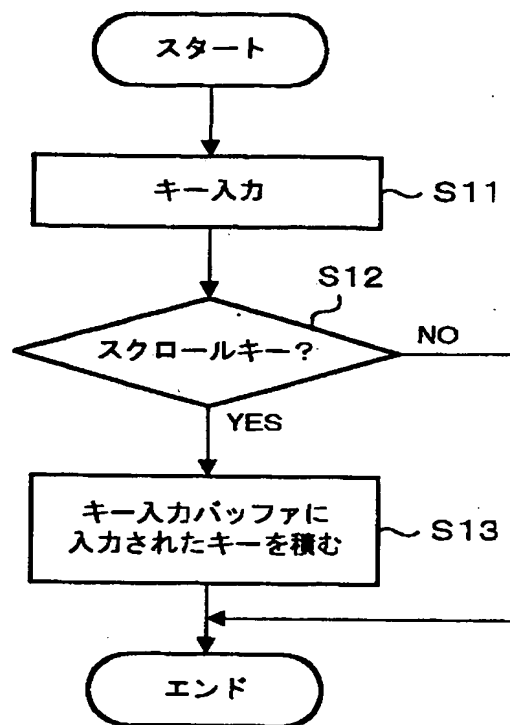 スタート
キー入力
S11
S12
スクロールキー?
NO
YES
キー入力バッファに
入力されたキーを積む
S13
エンド